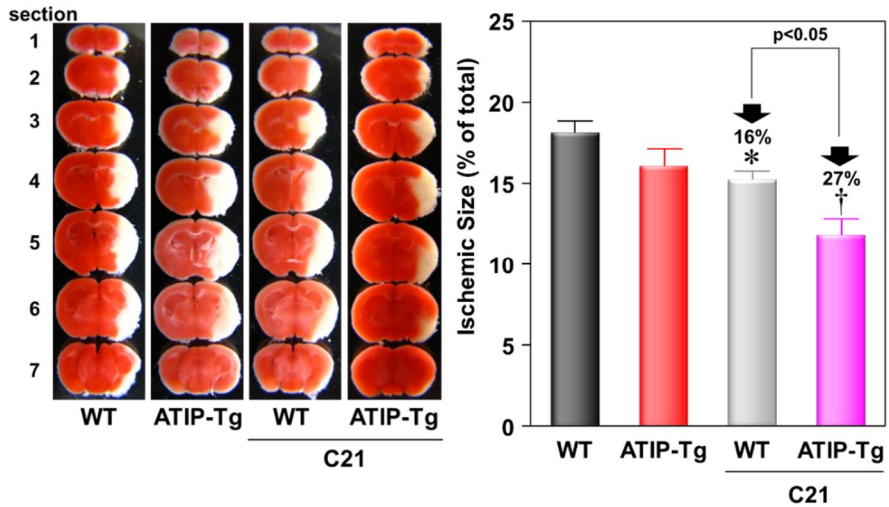 section
1
2
3
4
5
6
7
WT
ATIP-Tg
WT
ATIP-Tg
C21
Ischemic Size (% of total)
25
20
15
10
5
0
p<0.05
16%
*
27%
†
WT
ATIP-Tg
WT
ATIP-Tg
C21